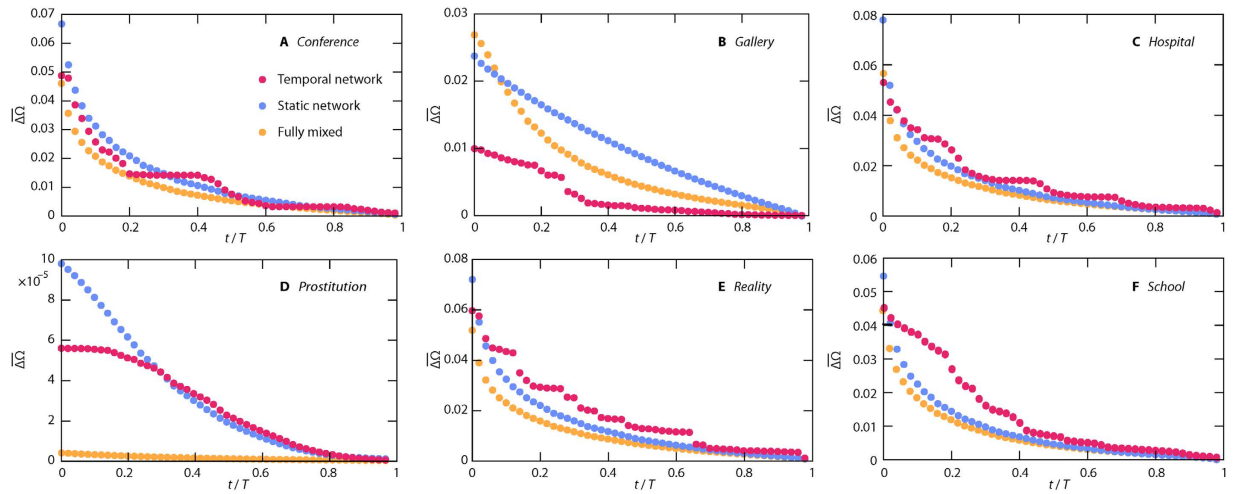 0.07
0.06
0.05
0.04
0.03
0.02
0.01
0
ΔΩ
A Conference
Temporal network
Static network
Fully mixed
0 0.2 0.4 0.6 0.8 1
t / T
0.03
0.02
0.01
0
ΔΩ
B Gallery
0 0.2 0.4 0.6 0.8 1
t / T
0.08
0.06
0.04
0.02
0
ΔΩ
C Hospital
0 0.2 0.4 0.6 0.8 1
t / T
10
×10⁻⁵
8
6
4
2
0
ΔΩ
D Prostitution
0 0.2 0.4 0.6 0.8 1
t / T
0.08
0.06
0.04
0.02
0
ΔΩ
E Reality
0 0.2 0.4 0.6 0.8 1
t / T
0.06
0.05
0.04
0.03
0.02
0.01
0
ΔΩ
F School
0 0.2 0.4 0.6 0.8 1
t / T